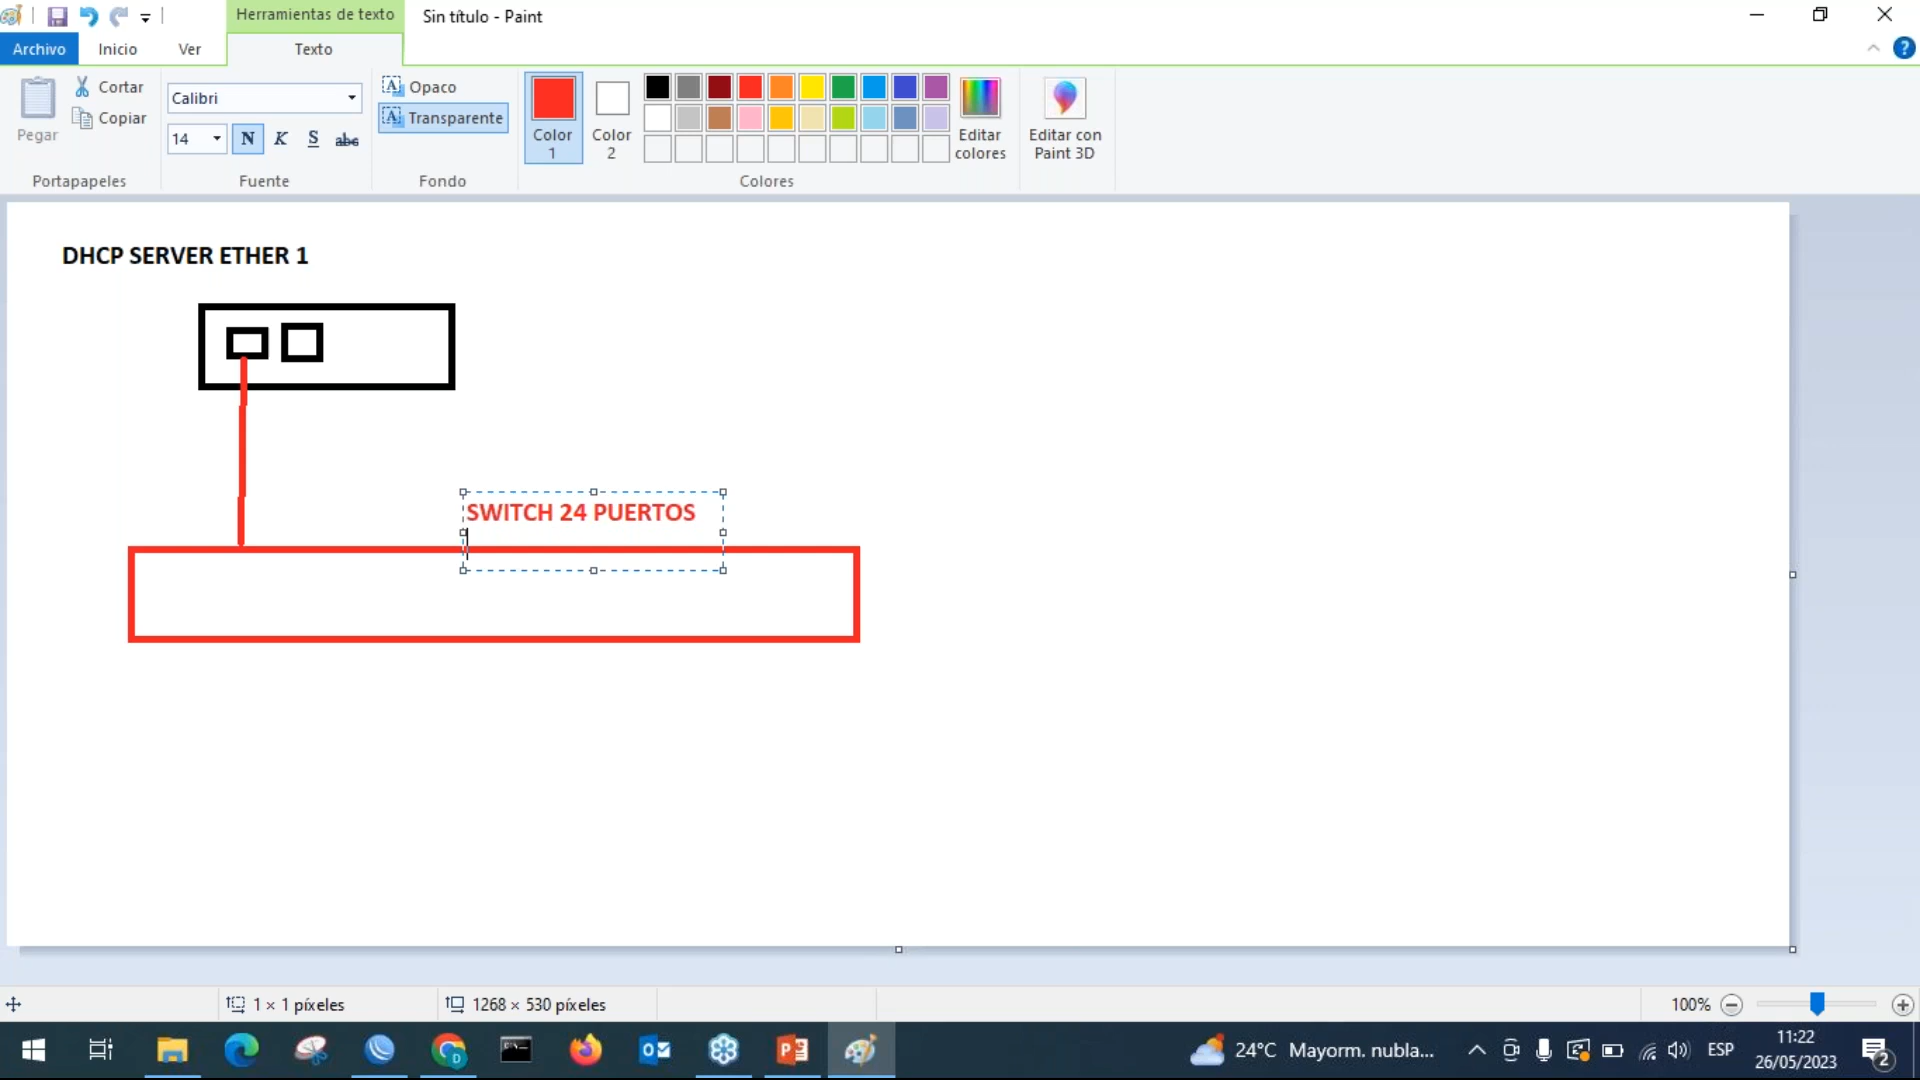 Herramientas de texto
Sin título - Paint
Archivo
Inicio
Ver
Texto
Pegar
Cortar
Copiar
Portapapeles
Calibri
14
N K S abc
Fuente
Opaco
Transparente
Fondo
Color 1
Color 2
Colores
Editar colores
Editar con Paint 3D
DHCP SERVER ETHER 1
SWITCH 24 PUERTOS
1 × 1 píxeles
1268 × 530 píxeles
100%
24°C Mayorm. nubla...
ESP
11:22
26/05/2023
2